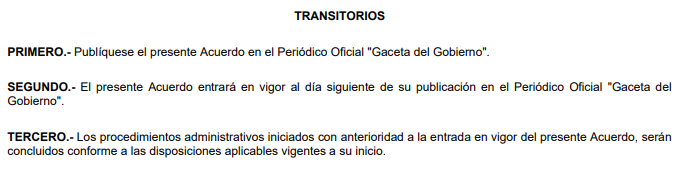 TRANSITORIOS
PRIMERO.- Publíquese el presente Acuerdo en el Periódico Oficial "Gaceta del Gobierno".
SEGUNDO.- El presente Acuerdo entrará en vigor al día siguiente de su publicación en el Periódico Oficial "Gaceta del
Gobierno".
TERCERO.- Los procedimientos administrativos iniciados con anterioridad a la entrada en vigor del presente Acuerdo, serán
concluidos conforme a las disposiciones aplicables vigentes a su inicio.